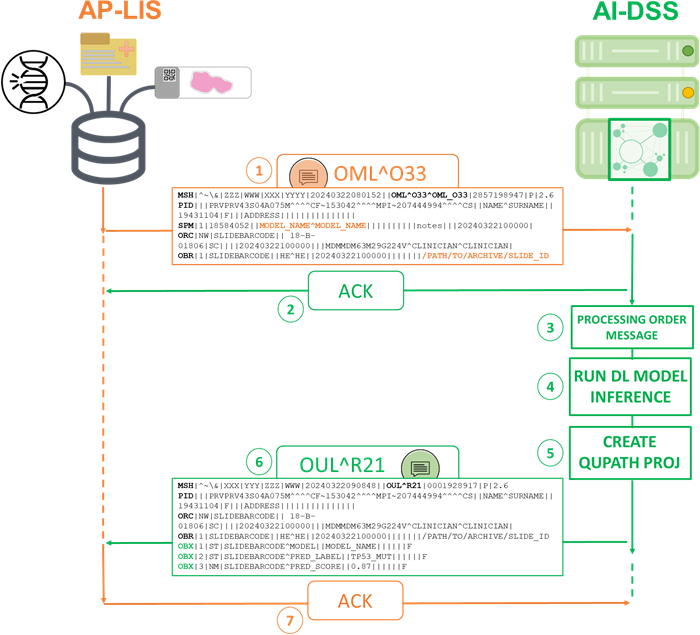 AP-LIS
AI-DSS
1
OML^O33
MSH|^~\&|ZZZ|WWW|XXX|YYYY|20240322080152||OML^O33^OML_O33|2857198947|P|2.6
PID|||PRVPRV43S04A075M^^^^CF~153042^^^^MPI~207444994^^^^CS|NAME^SURNAME||
19431104|F|||ADDRESS|||||||||||||||
SPM|1|18584052||MODEL_NAME^MODEL_NAME||||||||||notes|||20240322100000|
ORC|NW|SLIDEBARCODE|| 18-B-
01806|SC||||20240322100000|||MDMMDM63M29G224V^CLINICIAN^CLINICIAN|
OBR|1|SLIDEBARCODE||HE^HE||20240322100000|||||||/PATH/TO/ARCHIVE/SLIDE_ID
ACK
2
3
PROCESSING ORDER
MESSAGE
4
RUN DL MODEL
INFERENCE
5
CREATE
QUPATH PROJ
6
OUL^R21
MSH|^~\&|XXX|YYY|ZZZ|WWW|20240322090848||OUL^R21|0001928917|P|2.6
PID|||PRVPRV43S04A075M^^^^CF~153042^^^^MPI~207444994^^^^CS|NAME^SURNAME||
19431104|F|||ADDRESS|||||||||||||||
ORC|NW|SLIDEBARCODE|| 18-B-
01806|SC||||20240322100000|||MDMMDM63M29G224V^CLINICIAN^CLINICIAN|
OBR|1|SLIDEBARCODE||HE^HE||20240322100000|||||||/PATH/TO/ARCHIVE/SLIDE_ID
OBX|1|ST|SLIDEBARCODE^MODEL||MODEL_NAME||||||F
OBX|2|ST|SLIDEBARCODE^PRED_LABEL||TP53_MUT||||||F
OBX|3|NM|SLIDEBARCODE^PRED_SCORE||0.87||||||F
ACK
7